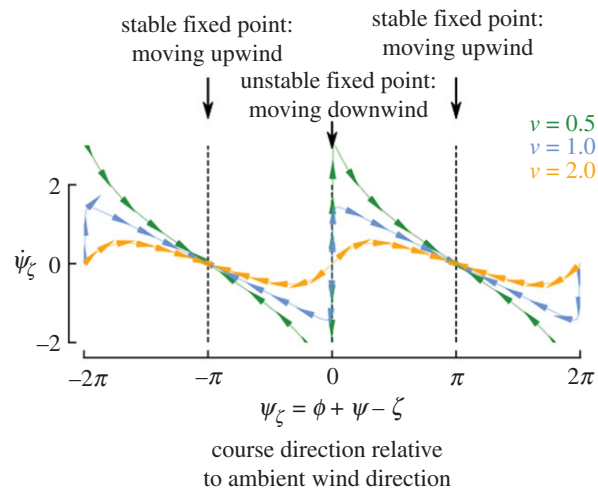 stable fixed point:
moving upwind
stable fixed point:
moving upwind
unstable fixed point:
moving downwind
v = 0.5
v = 1.0
v = 2.0
2
0
−2
ψ̇ζ
−2π
−π
0
π
2π
ψζ = ϕ + ψ − ζ
course direction relative
to ambient wind direction